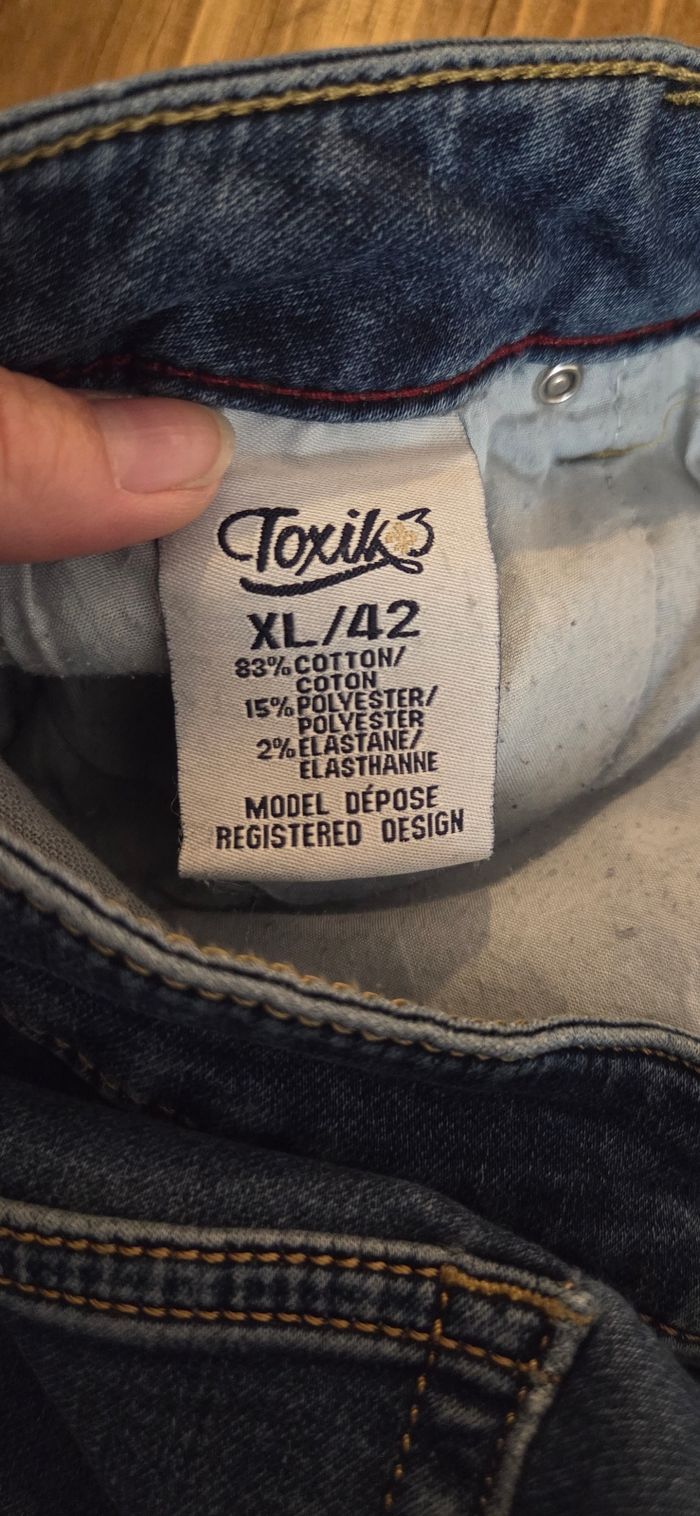 Toxik3
XL/42
83% COTTON/
COTON
15% POLYESTER/
POLYESTER
2% ELASTANE/
ELASTHANNE
MODEL DÉPOSE
REGISTERED DESIGN